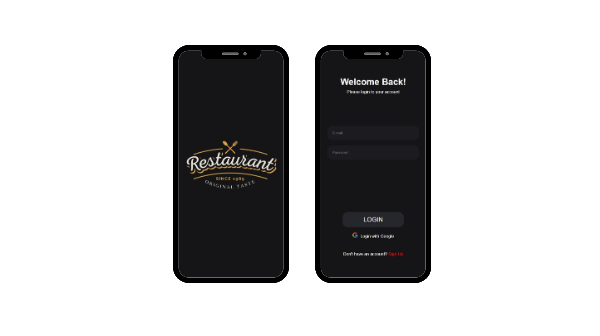 Restaurant
SINCE 1989
ORIGINAL TASTE
Welcome Back!
Please login to your account
Email
Password
LOGIN
Login with Google
Don't have an account? Sign Up